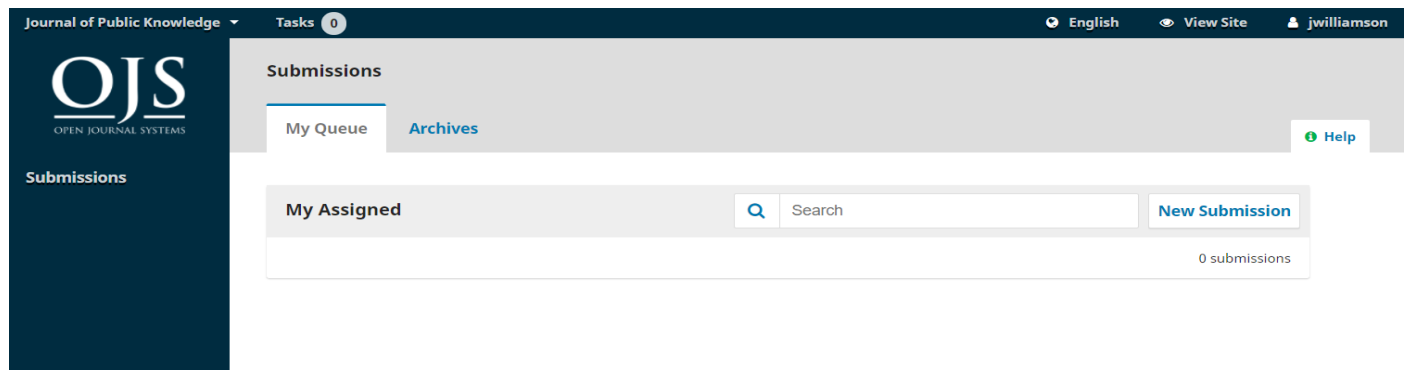 Journal of Public Knowledge Tasks 0 English View Site jwilliamson
OJS
OPEN JOURNAL SYSTEMS
Submissions
Submissions
My Queue Archives
Help
My Assigned Search New Submission
0 submissions